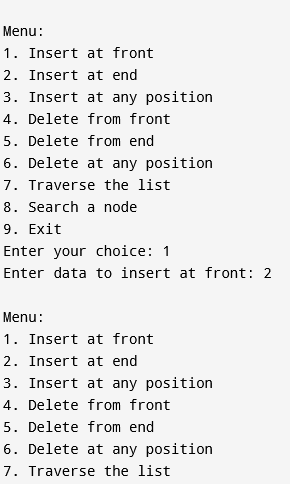 Menu:
1. Insert at front
2. Insert at end
3. Insert at any position
4. Delete from front
5. Delete from end
6. Delete at any position
7. Traverse the list
8. Search a node
9. Exit
Enter your choice: 1
Enter data to insert at front: 2
Menu:
1. Insert at front
2. Insert at end
3. Insert at any position
4. Delete from front
5. Delete from end
6. Delete at any position
7. Traverse the list